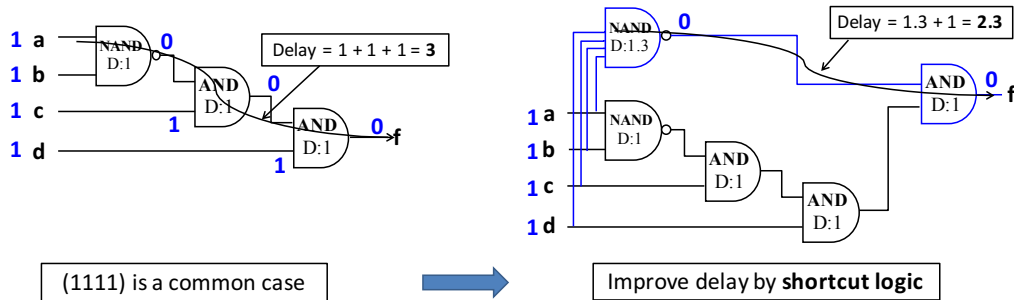 1 a
NAND
D:1
0
Delay = 1 + 1 + 1 = 3
1 b
0
AND
D:1
1 c
1
0
AND
D:1
f
1 d
1
(1111) is a common case
NAND
D:1.3
0
Delay = 1.3 + 1 = 2.3
AND
D:1
0
f
1 a
NAND
D:1
1 b
AND
D:1
1 c
AND
D:1
1 d
Improve delay by shortcut logic